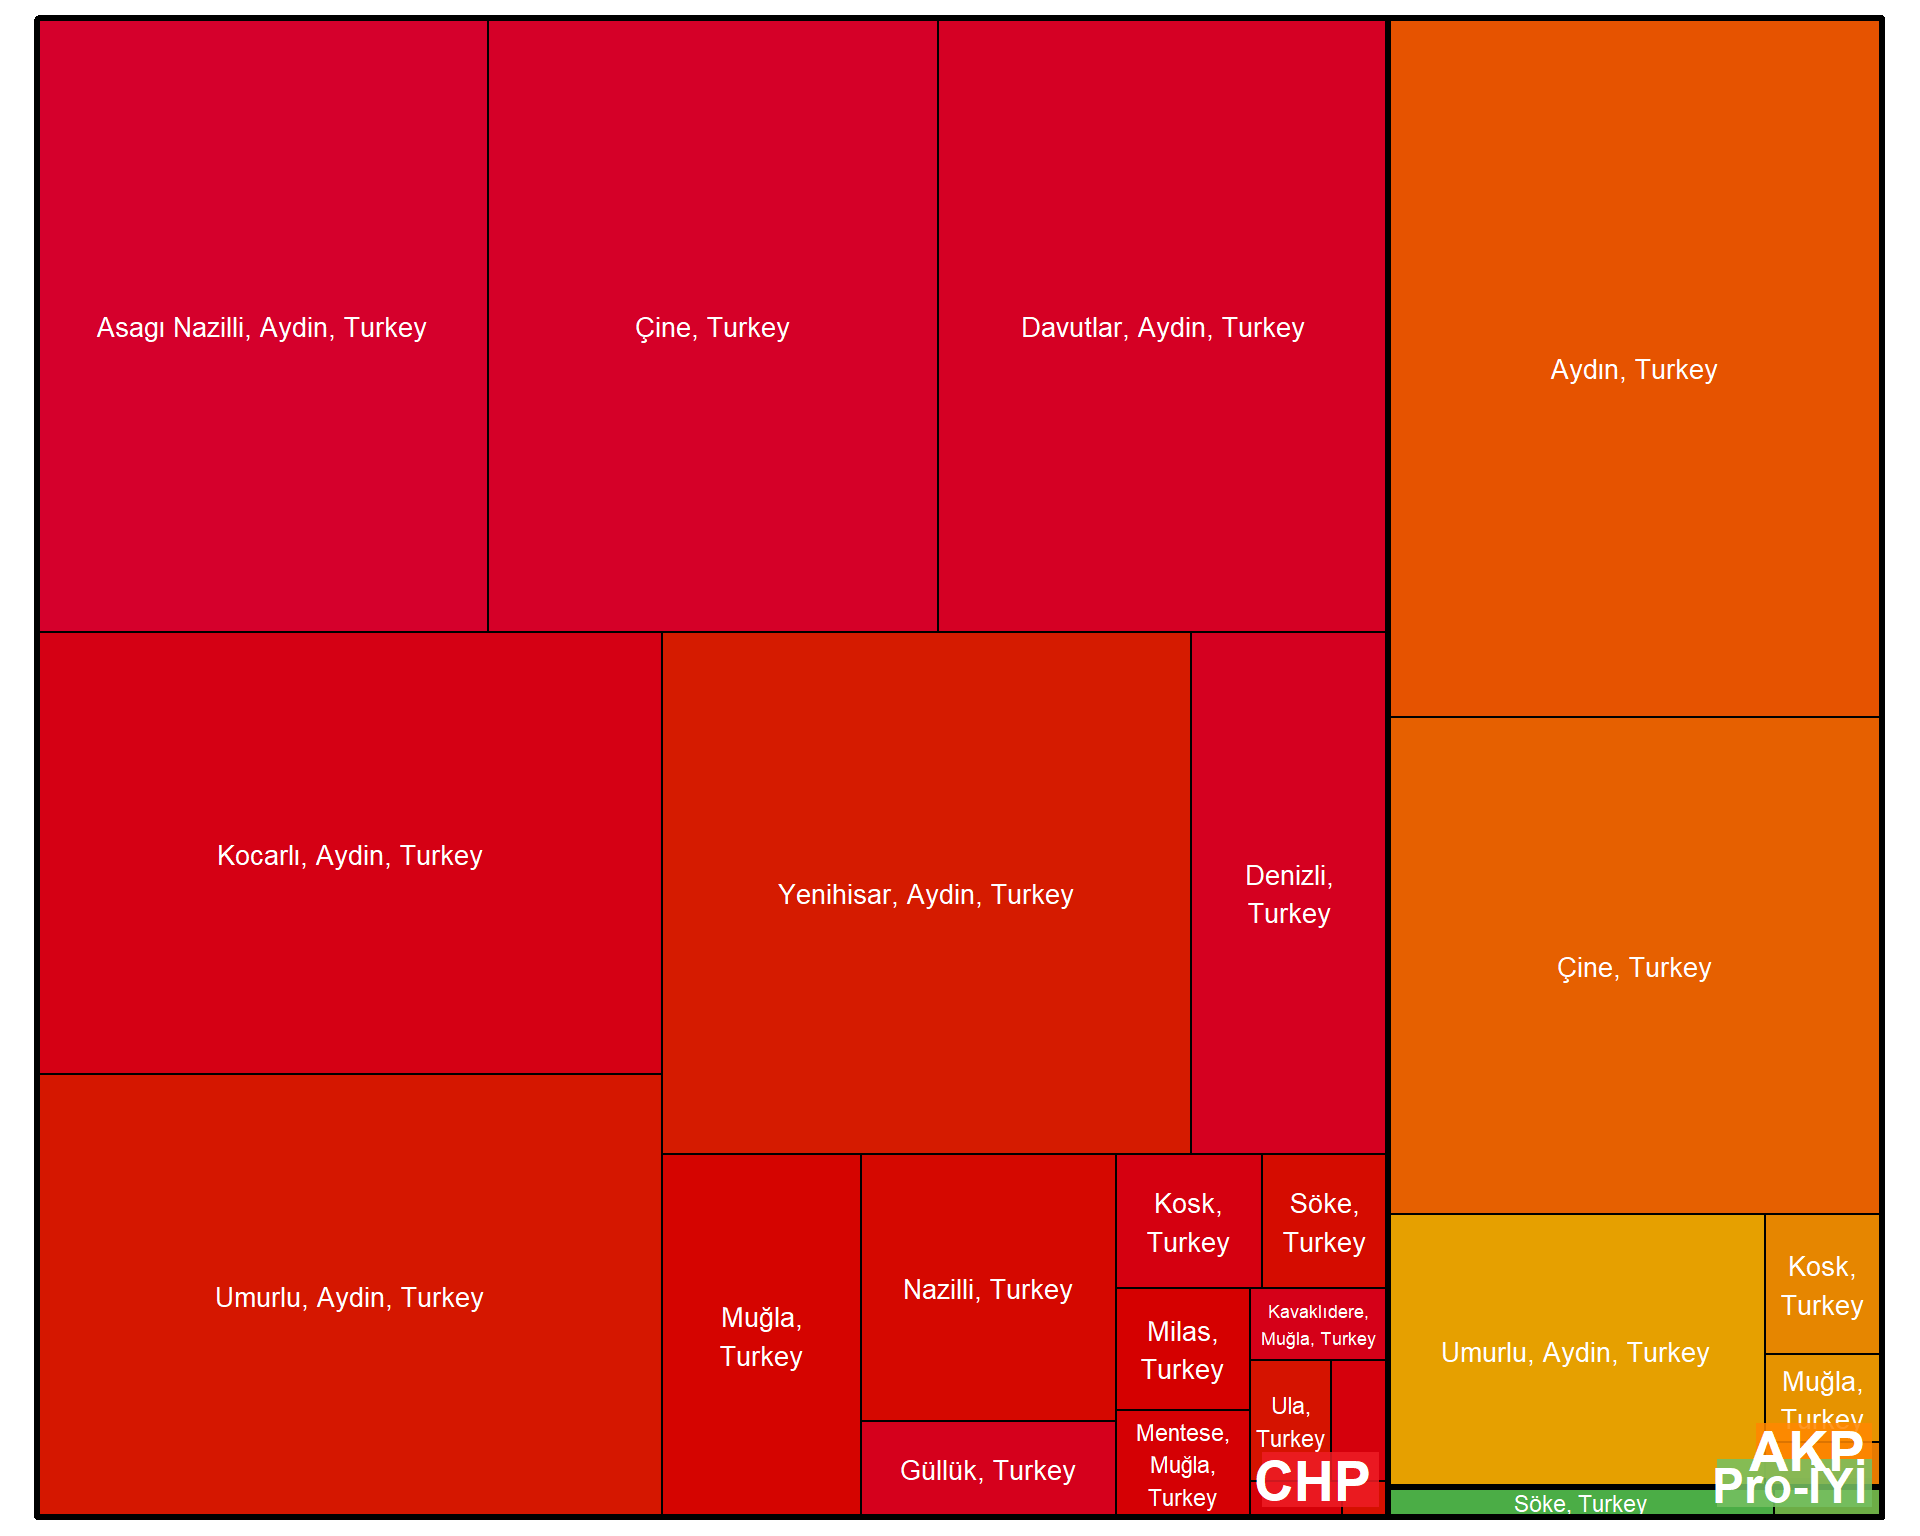 Asagı Nazilli, Aydin, Turkey
Çine, Turkey
Davutlar, Aydin, Turkey
Aydın, Turkey
Kocarlı, Aydin, Turkey
Yenihisar, Aydin, Turkey
Denizli,
Turkey
Çine, Turkey
Umurlu, Aydin, Turkey
Muğla,
Turkey
Nazilli, Turkey
Güllük, Turkey
Kosk,
Turkey
Söke,
Turkey
Milas,
Turkey
Kavaklıdere,
Muğla, Turkey
Mentese,
Muğla,
Turkey
Ula,
Turkey
CHP
Umurlu, Aydin, Turkey
Kosk,
Turkey
Muğla,
Turkey
AKP
Pro-İYİ
Söke, Turkey